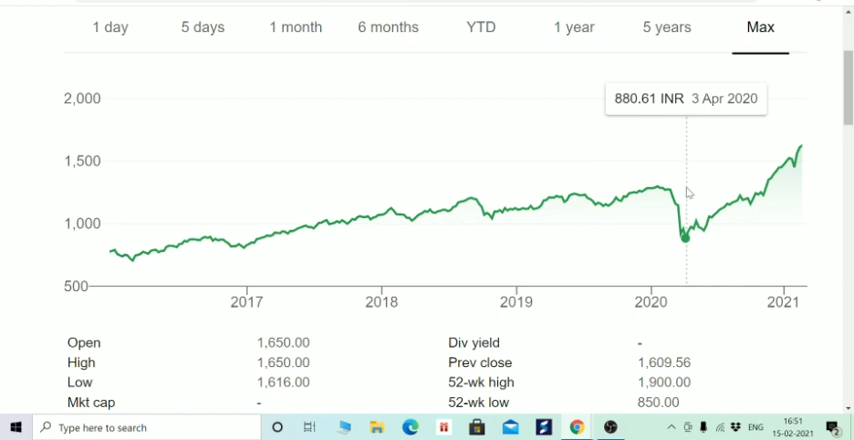 1 day 5 days 1 month 6 months YTD 1 year 5 years Max
880.61 INR 3 Apr 2020
2,000
1,500
1,000
500
2017 2018 2019 2020 2021
Open 1,650.00 Div yield -
High 1,650.00 Prev close 1,609.56
Low 1,616.00 52-wk high 1,900.00
Mkt cap - 52-wk low 850.00
Type here to search ENG 16:51
15-02-2021 2